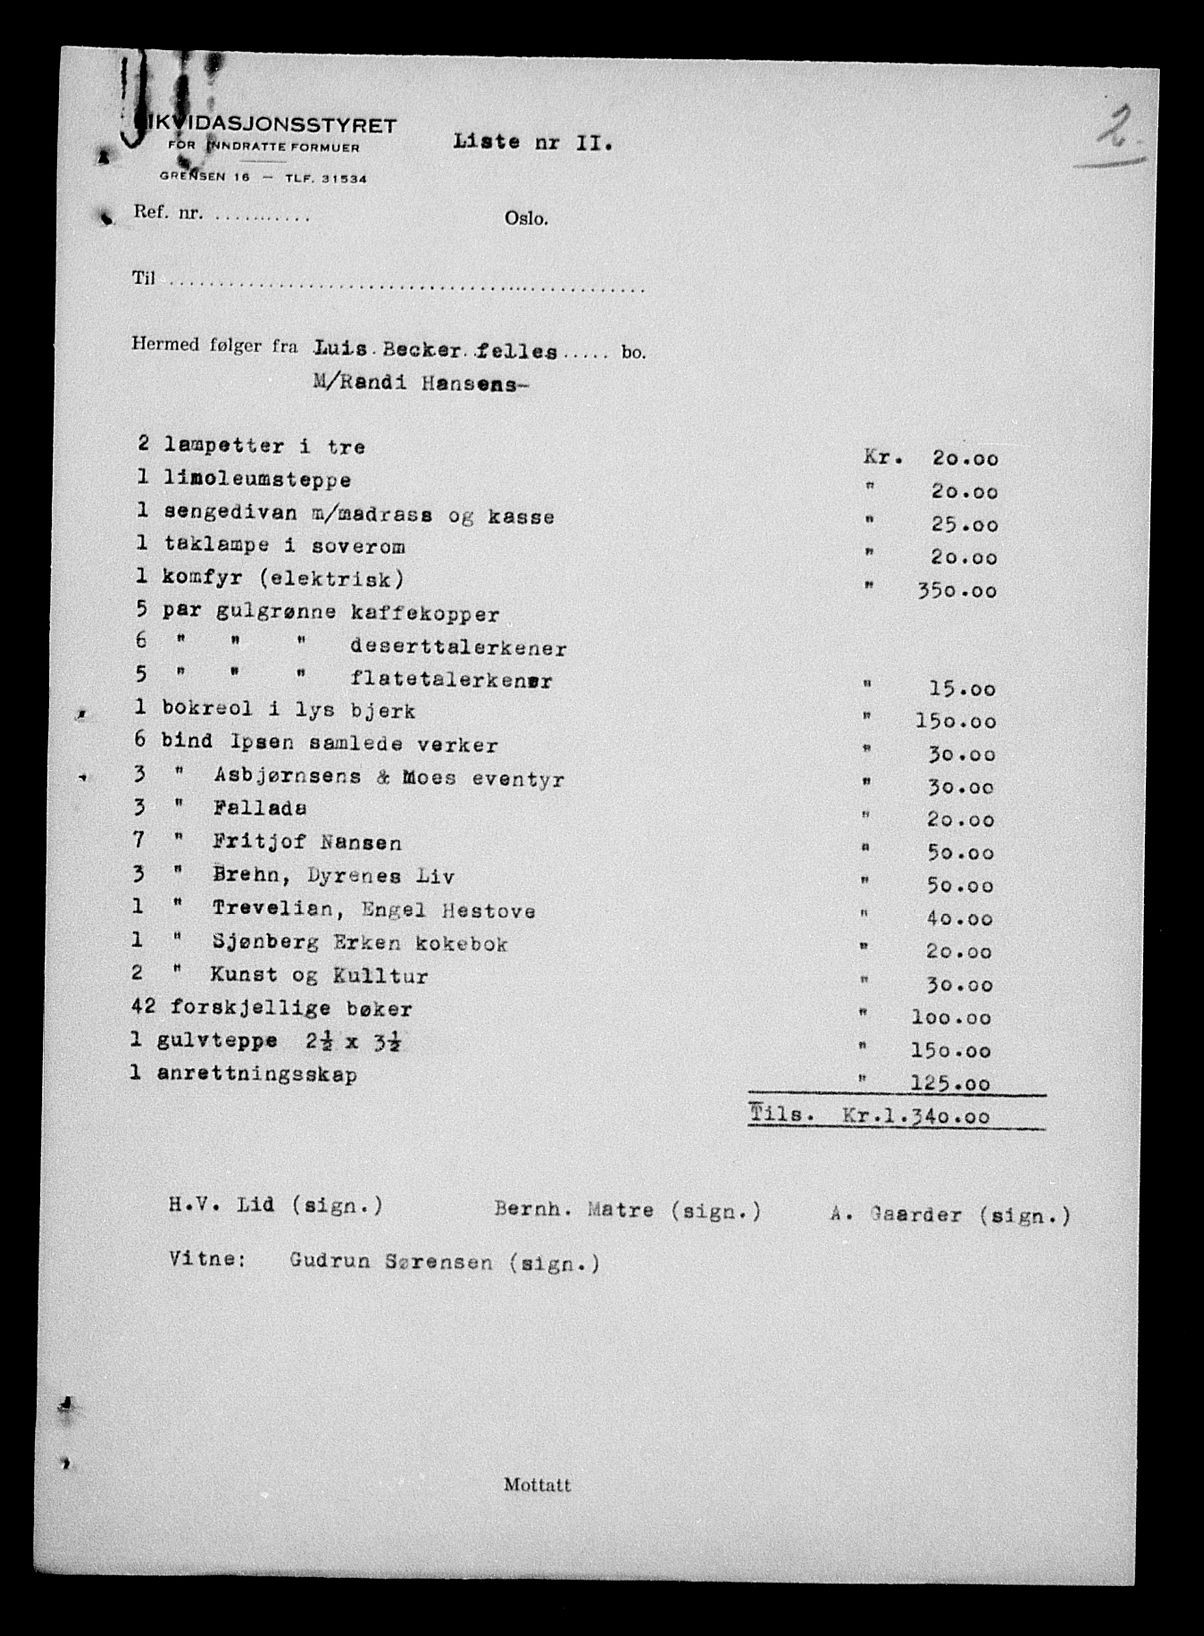 LIKVIDASJONSSTYRET
FOR INNDRATTE FORMUER
GRENSEN 16 — TLF. 31534
Liste nr II.
2.
Ref. nr. ...........
Oslo.
Til ................................................
Hermed følger fra Luis Becker felles ..... bo.
M/Randi Hansens-
2 lampetter i tre Kr. 20.00
1 linoleumsteppe " 20.00
1 sengedivan m/madrass og kasse " 25.00
1 taklampe i soverom " 20.00
1 komfyr (elektrisk) " 350.00
5 par gulgrønne kaffekopper
6 " " " deserttalerkener
5 " " " flatetalerkener " 15.00
1 bokreol i lys bjerk " 150.00
6 bind Ipsen samlede verker " 30.00
3 " Asbjørnsens & Moes eventyr " 30.00
3 " Fallada " 20.00
7 " Fritjof Nansen " 50.00
3 " Brehn, Dyrenes Liv " 50.00
1 " Trevelian, Engel Hestove " 40.00
1 " Sjønberg Erken kokebok " 20.00
2 " Kunst og Kulltur " 30.00
42 forskjellige bøker " 100.00
1 gulvteppe 2½ x 3½ " 150.00
1 anrettningsskap " 125.00
Tils. Kr.1.340.00
H.V. Lid (sign.) Bernh. Matre (sign.) A. Gaarder (sign.)
Vitne: Gudrun Sørensen (sign.)
Mottatt